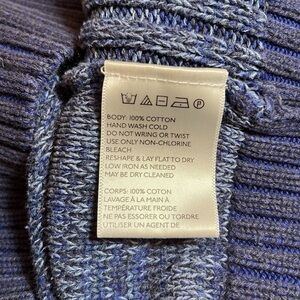 BODY: 100% COTTON
HAND WASH COLD
DO NOT WRING OR TWIST
USE ONLY NON-CHLORINE
BLEACH
RESHAPE & LAY FLAT TO DRY
LOW IRON AS NEEDED
MAY BE DRY CLEANED
CORPS: 100% COTON
LAVAGE À LA MAIN À
TEMPÉRATURE FROIDE
NE PAS ESSORER OU TORDRE
UTILISER UN AGENT DE